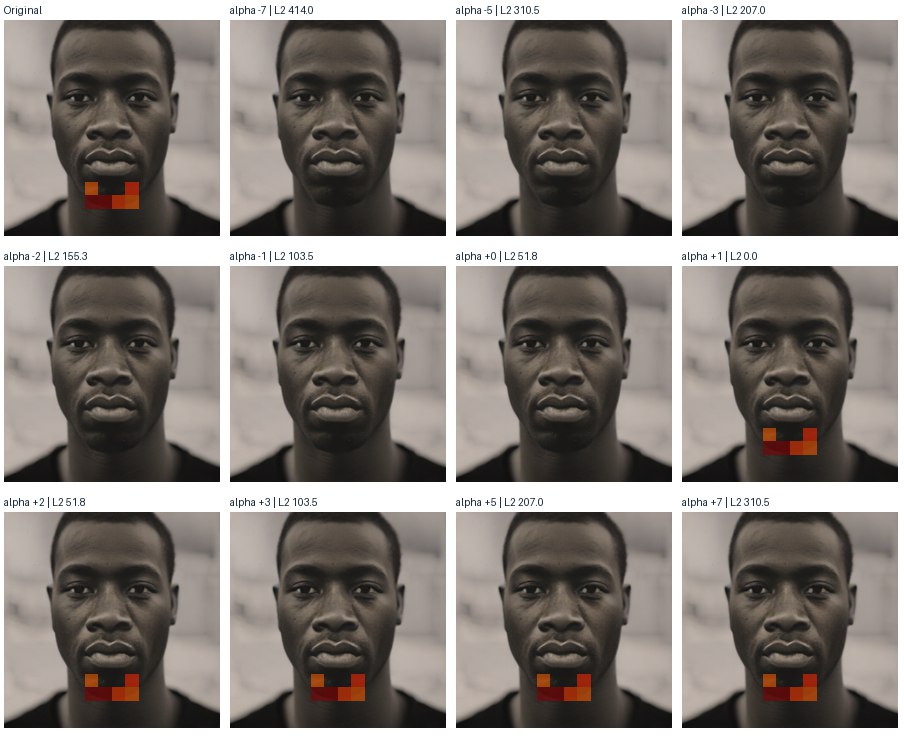 Original
alpha -7 | L2 414.0
alpha -5 | L2 310.5
alpha -3 | L2 207.0
alpha -2 | L2 155.3
alpha -1 | L2 103.5
alpha +0 | L2 51.8
alpha +1 | L2 0.0
alpha +2 | L2 51.8
alpha +3 | L2 103.5
alpha +5 | L2 207.0
alpha +7 | L2 310.5